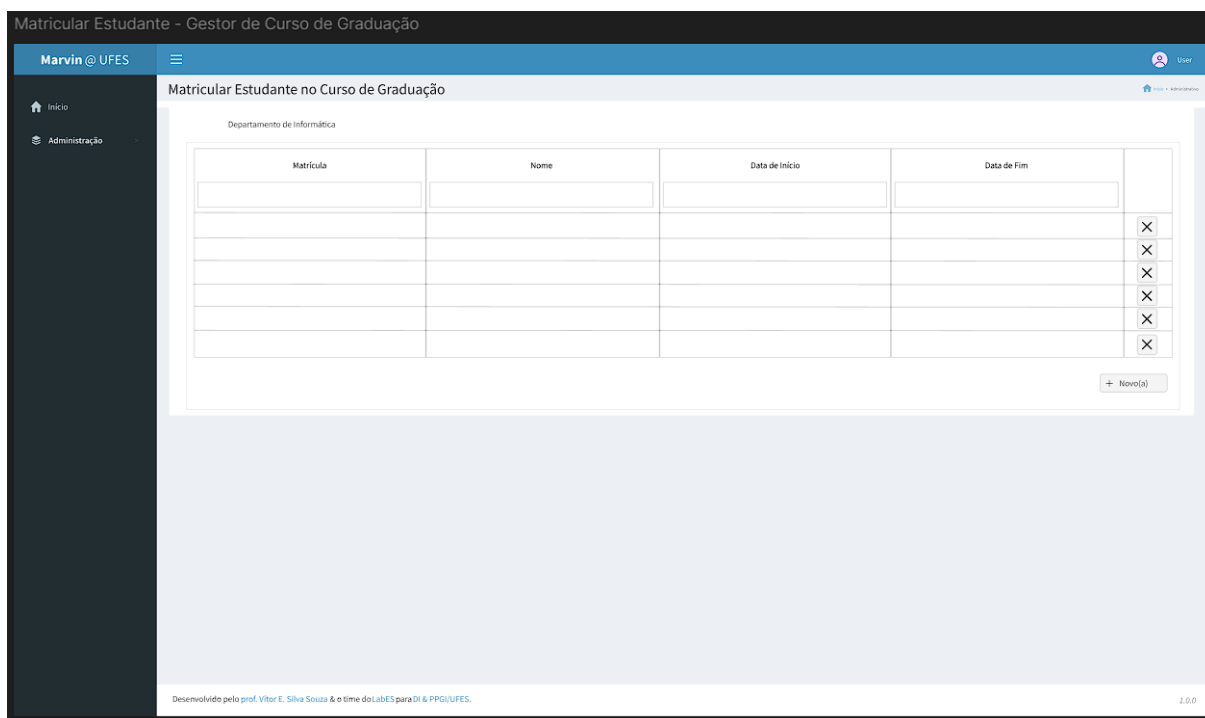 Matricular Estudante - Gestor de Curso de Graduação
Marvin @ UFES
User
Matricular Estudante no Curso de Graduação
Início > Administrativo
Início
Administração
Departamento de Informática
Matrícula Nome Data de Início Data de Fim
+ Novo(a)
Desenvolvido pelo prof. Vítor E. Silva Souza & o time do LabES para DI & PPGI/UFES.
1.0.0